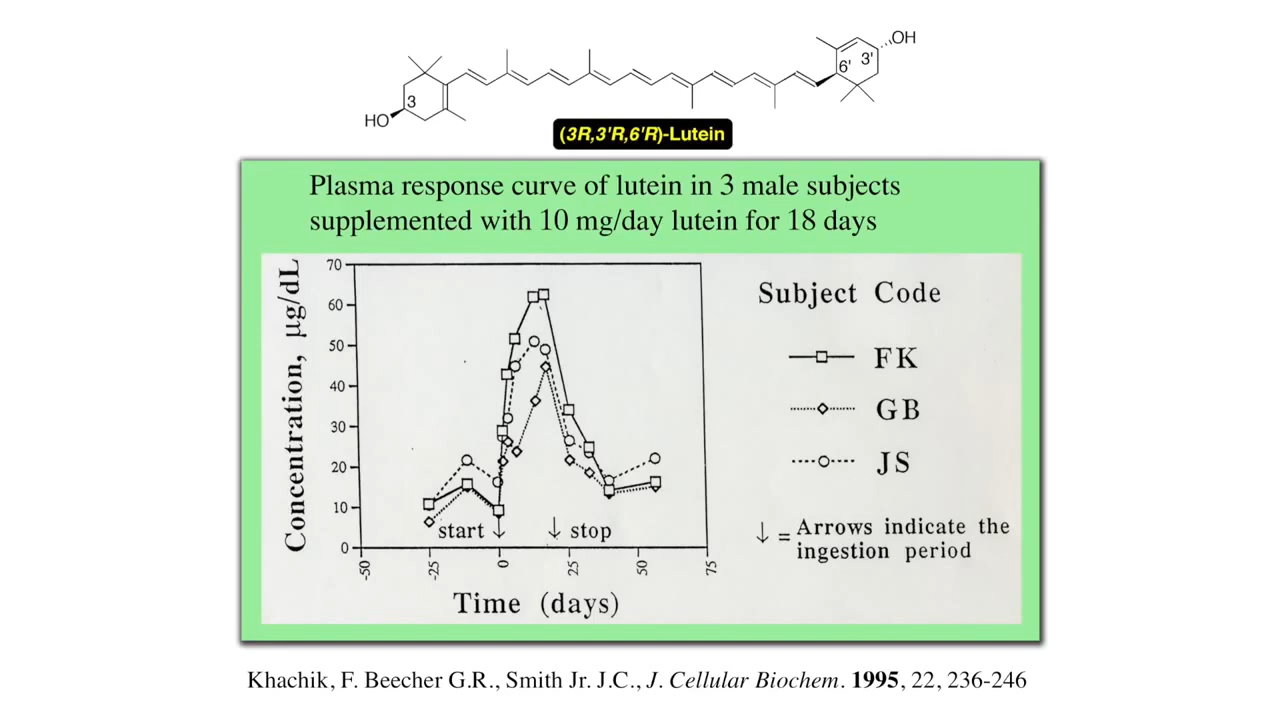 OH
3'
6'
3
HO
(3R,3'R,6'R)-Lutein
Plasma response curve of lutein in 3 male subjects
supplemented with 10 mg/day lutein for 18 days
Concentration, µg/dL
70
60
50
40
30
20
10
0
start ↓
↓ stop
-50
-25
0
25
50
75
Time (days)
Subject Code
FK
GB
JS
↓ = Arrows indicate the
ingestion period
Khachik, F. Beecher G.R., Smith Jr. J.C., J. Cellular Biochem. 1995, 22, 236-246